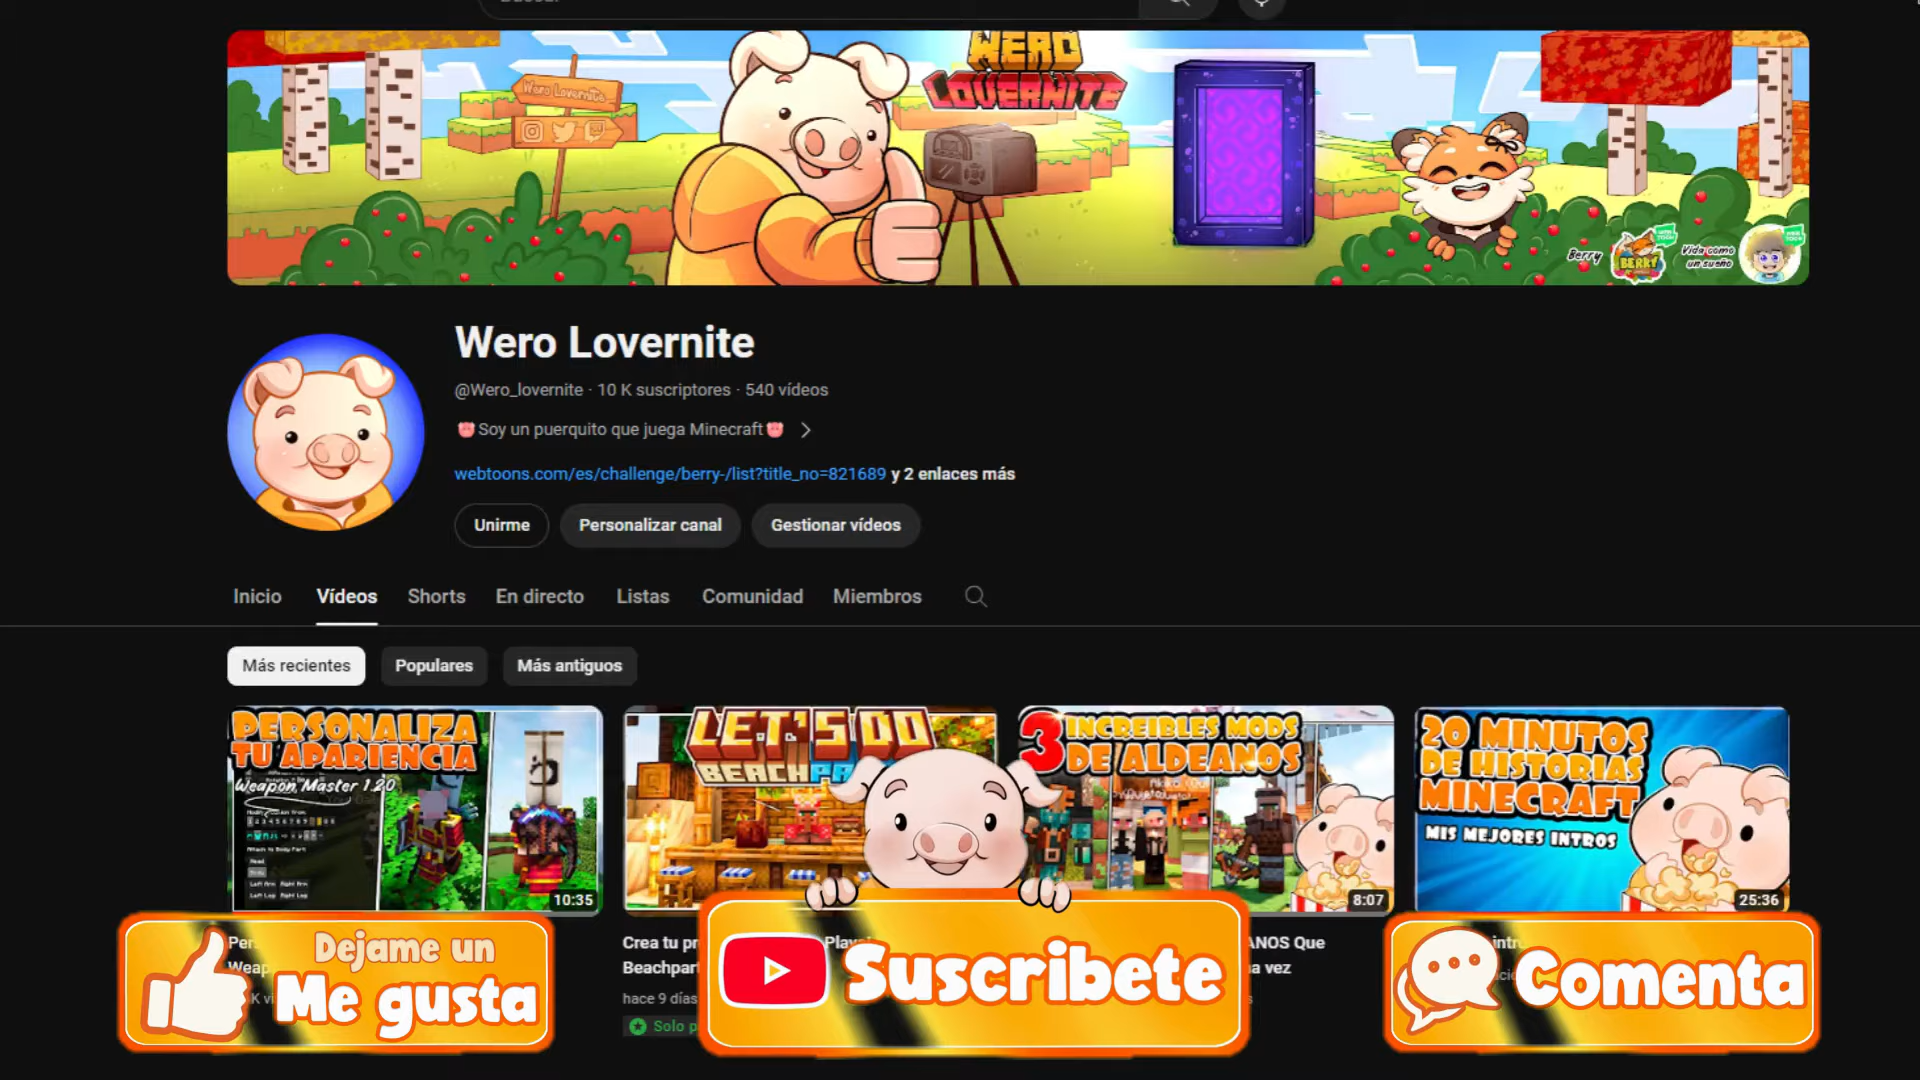 WERO
LOVERNITE
Wero Lovernite
Berry
BERRY
Vida como
un sueño
Wero Lovernite
@Wero_lovernite · 10 K suscriptores · 540 vídeos
Soy un puerquito que juega Minecraft
webtoons.com/es/challenge/berry-/list?title_no=821689 y 2 enlaces más
Unirme Personalizar canal Gestionar vídeos
Inicio Vídeos Shorts En directo Listas Comunidad Miembros
Más recientes Populares Más antiguos
PERSONALIZA
TU APARIENCIA
Weapon Master 1.20
10:35
LET'S DO
BEACHPA
3 INCREIBLES MODS
DE ALDEANOS
8:07
20 MINUTOS
DE HISTORIAS
MINECRAFT
MIS MEJORES INTROS
25:36
Crea tu pr
Beachpar
hace 9 días
Solo p
ANOS Que
a vez
Dejame un
Me gusta
Suscribete
Comenta